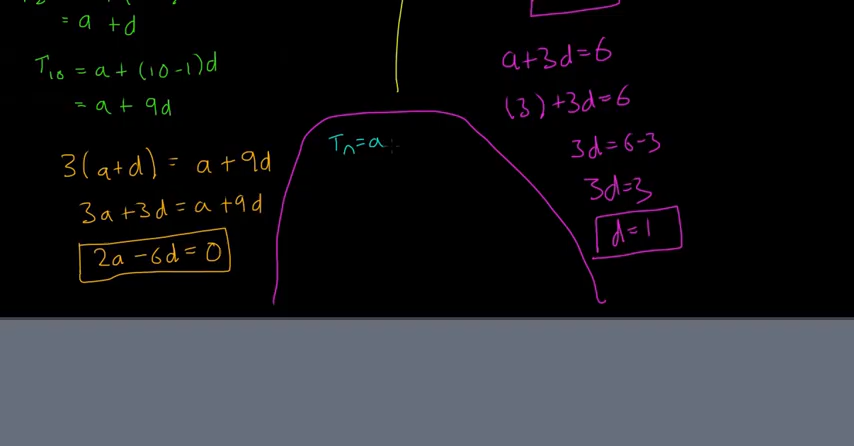 = a + d
T₁₀ = a + (10-1)d
= a + 9d
3(a+d) = a + 9d
3a+3d = a+9d
2a - 6d = 0
Tₙ = a
a+3d=6
(3)+3d=6
3d=6-3
3d=3
d=1